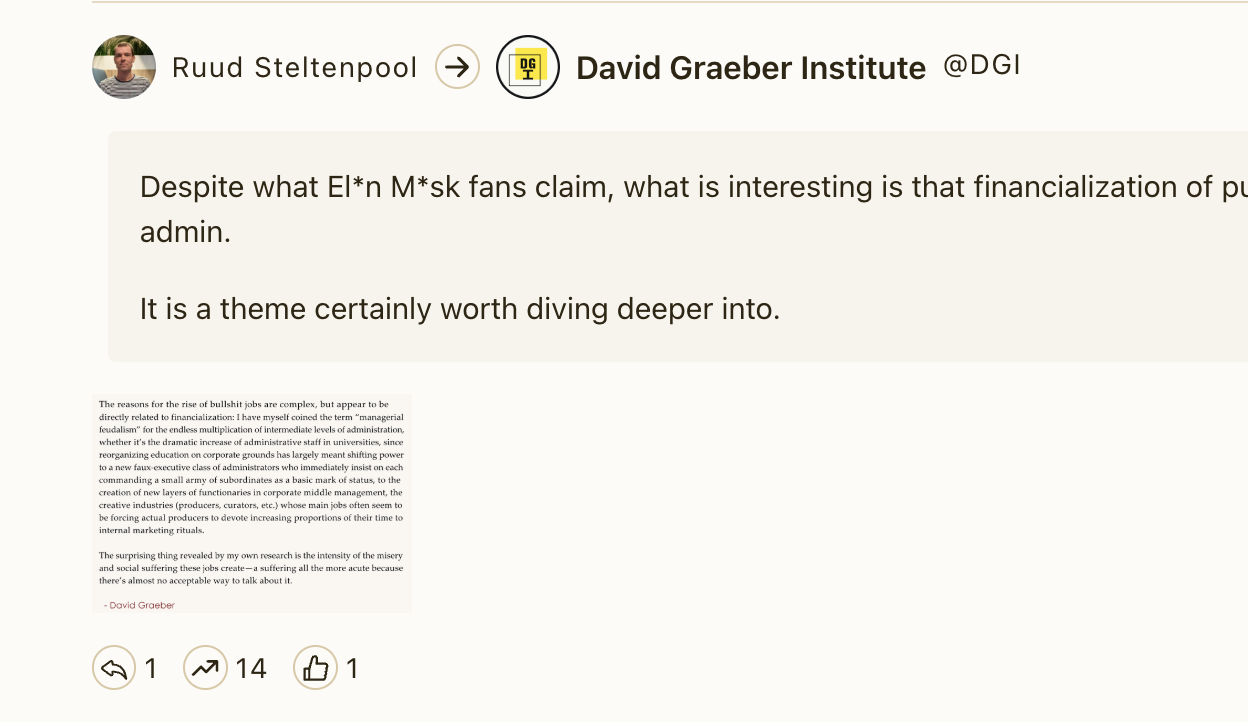 Ruud Steltenpool
David Graeber Institute @DGI
DG
I
Despite what El*n M*sk fans claim, what is interesting is that financialization of
admin.
It is a theme certainly worth diving deeper into.
The reasons for the rise of bullshit jobs are complex, but appear to be
directly related to financialization: I have myself coined the term “managerial
feudalism” for the endless multiplication of intermediate levels of administration,
whether it’s the dramatic increase of administrative staff in universities, since
reorganizing education on corporate grounds has largely meant shifting power
to a new faux-executive class of administrators who immediately insist on each
commanding a small army of subordinates as a basic mark of status, to the
creation of new layers of functionaries in corporate middle management, the
creative industries (producers, curators, etc.) whose main jobs often seem to
be forcing actual producers to devote increasing proportions of their time to
internal marketing rituals.
The surprising thing revealed by my own research is the intensity of the misery
and social suffering these jobs create—a suffering all the more acute because
there’s almost no acceptable way to talk about it.
- David Graeber
1 14 1